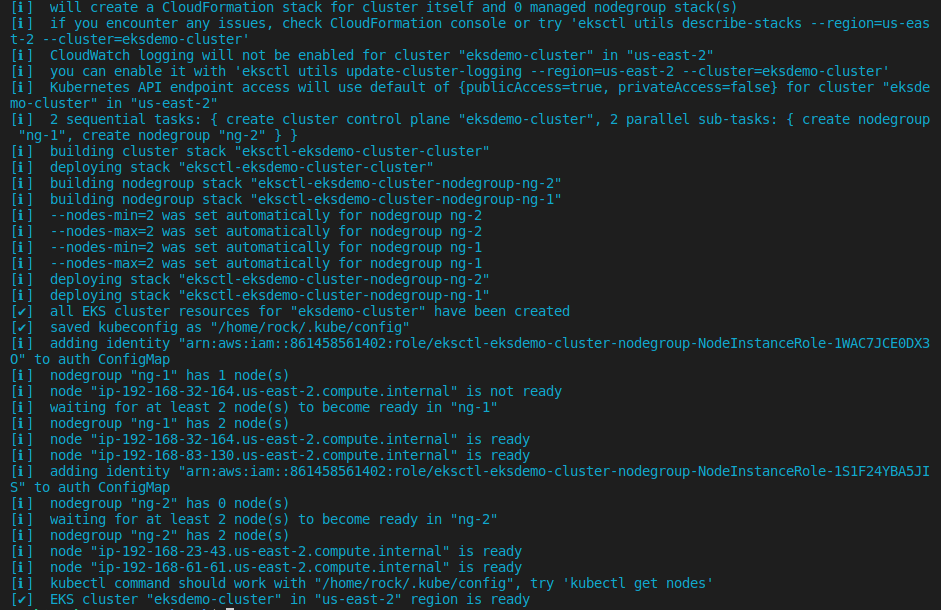 [ℹ]  will create a CloudFormation stack for cluster itself and 0 managed nodegroup stack(s)
[ℹ]  if you encounter any issues, check CloudFormation console or try 'eksctl utils describe-stacks --region=us-eas
t-2 --cluster=eksdemo-cluster'
[ℹ]  CloudWatch logging will not be enabled for cluster "eksdemo-cluster" in "us-east-2"
[ℹ]  you can enable it with 'eksctl utils update-cluster-logging --region=us-east-2 --cluster=eksdemo-cluster'
[ℹ]  Kubernetes API endpoint access will use default of {publicAccess=true, privateAccess=false} for cluster "eksde
mo-cluster" in "us-east-2"
[ℹ]  2 sequential tasks: { create cluster control plane "eksdemo-cluster", 2 parallel sub-tasks: { create nodegroup
 "ng-1", create nodegroup "ng-2" } }
[ℹ]  building cluster stack "eksctl-eksdemo-cluster-cluster"
[ℹ]  deploying stack "eksctl-eksdemo-cluster-cluster"
[ℹ]  building nodegroup stack "eksctl-eksdemo-cluster-nodegroup-ng-2"
[ℹ]  building nodegroup stack "eksctl-eksdemo-cluster-nodegroup-ng-1"
[ℹ]  --nodes-min=2 was set automatically for nodegroup ng-2
[ℹ]  --nodes-max=2 was set automatically for nodegroup ng-2
[ℹ]  --nodes-min=2 was set automatically for nodegroup ng-1
[ℹ]  --nodes-max=2 was set automatically for nodegroup ng-1
[ℹ]  deploying stack "eksctl-eksdemo-cluster-nodegroup-ng-2"
[ℹ]  deploying stack "eksctl-eksdemo-cluster-nodegroup-ng-1"
[✔]  all EKS cluster resources for "eksdemo-cluster" have been created
[✔]  saved kubeconfig as "/home/rock/.kube/config"
[ℹ]  adding identity "arn:aws:iam::861458561402:role/eksctl-eksdemo-cluster-nodegroup-NodeInstanceRole-1WAC7JCE0DX3
O" to auth ConfigMap
[ℹ]  nodegroup "ng-1" has 1 node(s)
[ℹ]  node "ip-192-168-32-164.us-east-2.compute.internal" is not ready
[ℹ]  waiting for at least 2 node(s) to become ready in "ng-1"
[ℹ]  nodegroup "ng-1" has 2 node(s)
[ℹ]  node "ip-192-168-32-164.us-east-2.compute.internal" is ready
[ℹ]  node "ip-192-168-83-130.us-east-2.compute.internal" is ready
[ℹ]  adding identity "arn:aws:iam::861458561402:role/eksctl-eksdemo-cluster-nodegroup-NodeInstanceRole-1S1F24YBA5JI
S" to auth ConfigMap
[ℹ]  nodegroup "ng-2" has 0 node(s)
[ℹ]  waiting for at least 2 node(s) to become ready in "ng-2"
[ℹ]  nodegroup "ng-2" has 2 node(s)
[ℹ]  node "ip-192-168-23-43.us-east-2.compute.internal" is ready
[ℹ]  node "ip-192-168-61-61.us-east-2.compute.internal" is ready
[ℹ]  kubectl command should work with "/home/rock/.kube/config", try 'kubectl get nodes'
[✔]  EKS cluster "eksdemo-cluster" in "us-east-2" region is ready